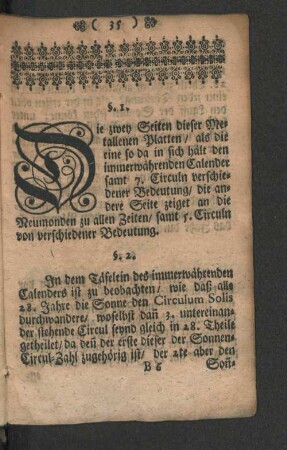 ( 35 )
§. 1.
Die zwey Seiten dieser Me-
tallenen Platten/ als die
eine so da in sich hält den
immerwährenden Calender
samt 7. Circuln verschie-
dener Bedeutung/ die an-
dere Seite zeiget an die
Neumonden zu allen Zeiten/ samt 5. Circuln
von verschiedener Bedeutung.
§. 2.
In dem Täfelein des immerwährenden
Calenders ist zu beobachten/ wie daß alle
28. Jahre die Sonne den Circulum Solis
durchwandere/ woselbst dañ 3. untereinan-
der stehende Circul seynd gleich in 28. Theile
getheilet/ da deñ der erste dieser der Sonnen-
Circul-Zahl zugehörig ist/ der 2te aber den
B 6 Soñ-